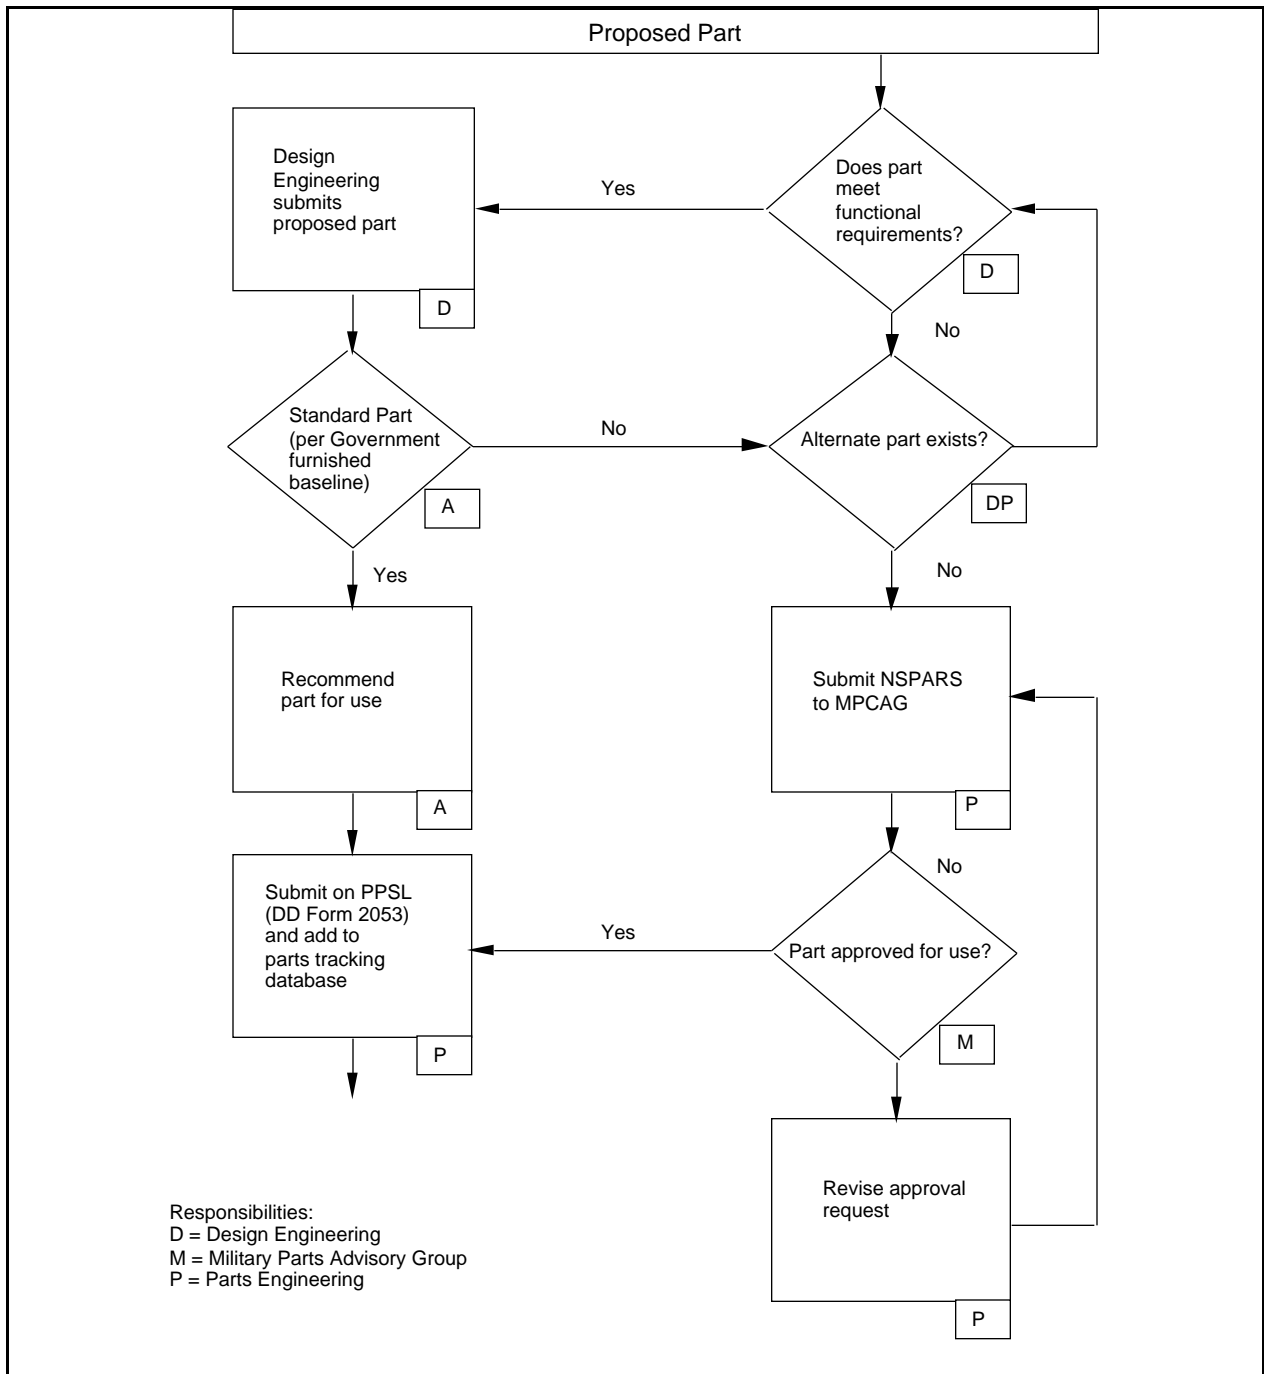 Proposed Part
Design
Engineering
submits
proposed part
D
Yes
Does part
meet
functional
requirements?
D
No
Standard Part
(per Government
furnished
baseline)
A
No
Alternate part exists?
DP
Yes
No
Recommend
part for use
A
Submit NSPARS
to MPCAG
P
No
Submit on PPSL
(DD Form 2053)
and add to
parts tracking
database
P
Yes
Part approved for use?
M
Revise approval
request
P
Responsibilities:
D = Design Engineering
M = Military Parts Advisory Group
P = Parts Engineering